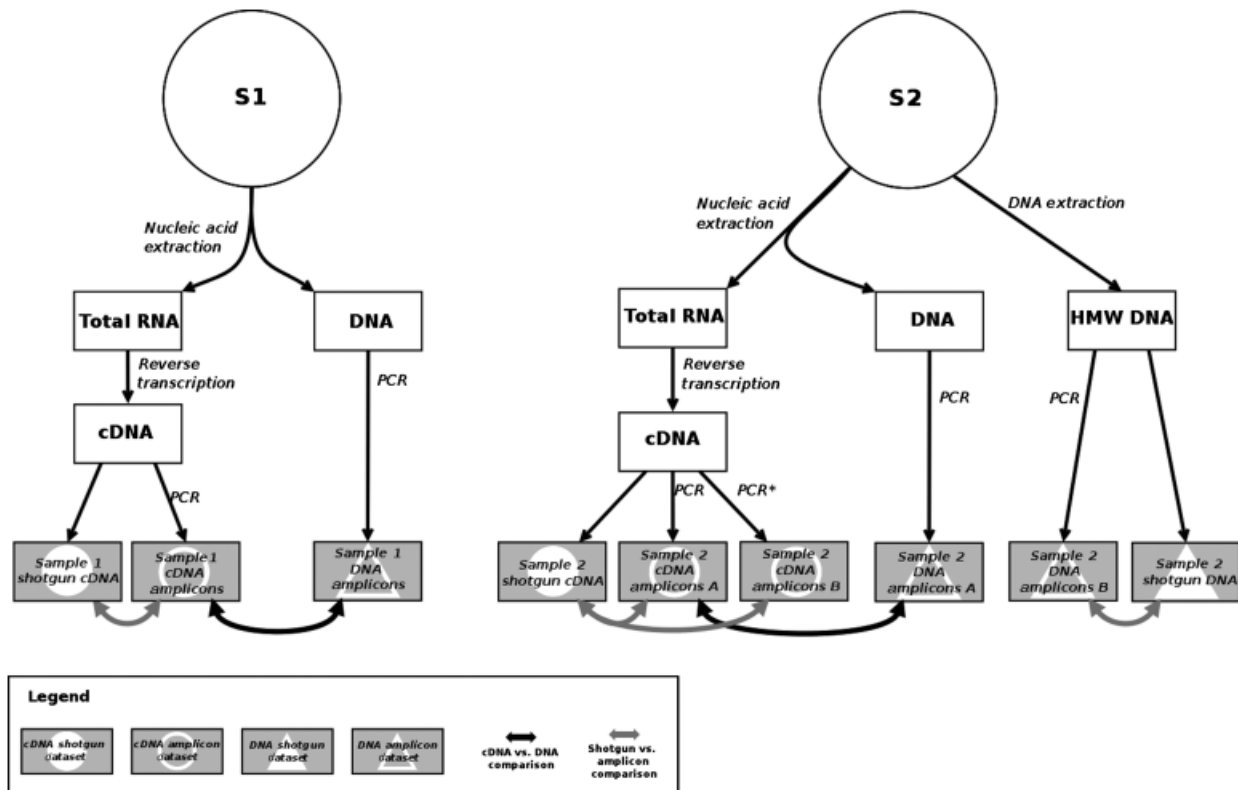 S1
Nucleic acid
extraction
Total RNA
DNA
Reverse
transcription
PCR
cDNA
PCR
Sample 1
shotgun cDNA
Sample1
cDNA
amplicons
Sample 1
DNA
amplicons
S2
Nucleic acid
extraction
DNA extraction
Total RNA
DNA
HMW DNA
Reverse
transcription
PCR
PCR
cDNA
PCR
PCR*
Sample 2
shotgun cDNA
Sample 2
cDNA
amplicons A
Sample 2
cDNA
amplicons B
Sample 2
DNA
amplicons A
Sample 2
DNA
amplicons B
Sample 2
shotgun DNA
Legend
cDNA shotgun
dataset
cDNA amplicon
dataset
DNA shotgun
dataset
DNA amplicon
dataset
cDNA vs. DNA
comparison
Shotgun vs.
amplicon
comparison